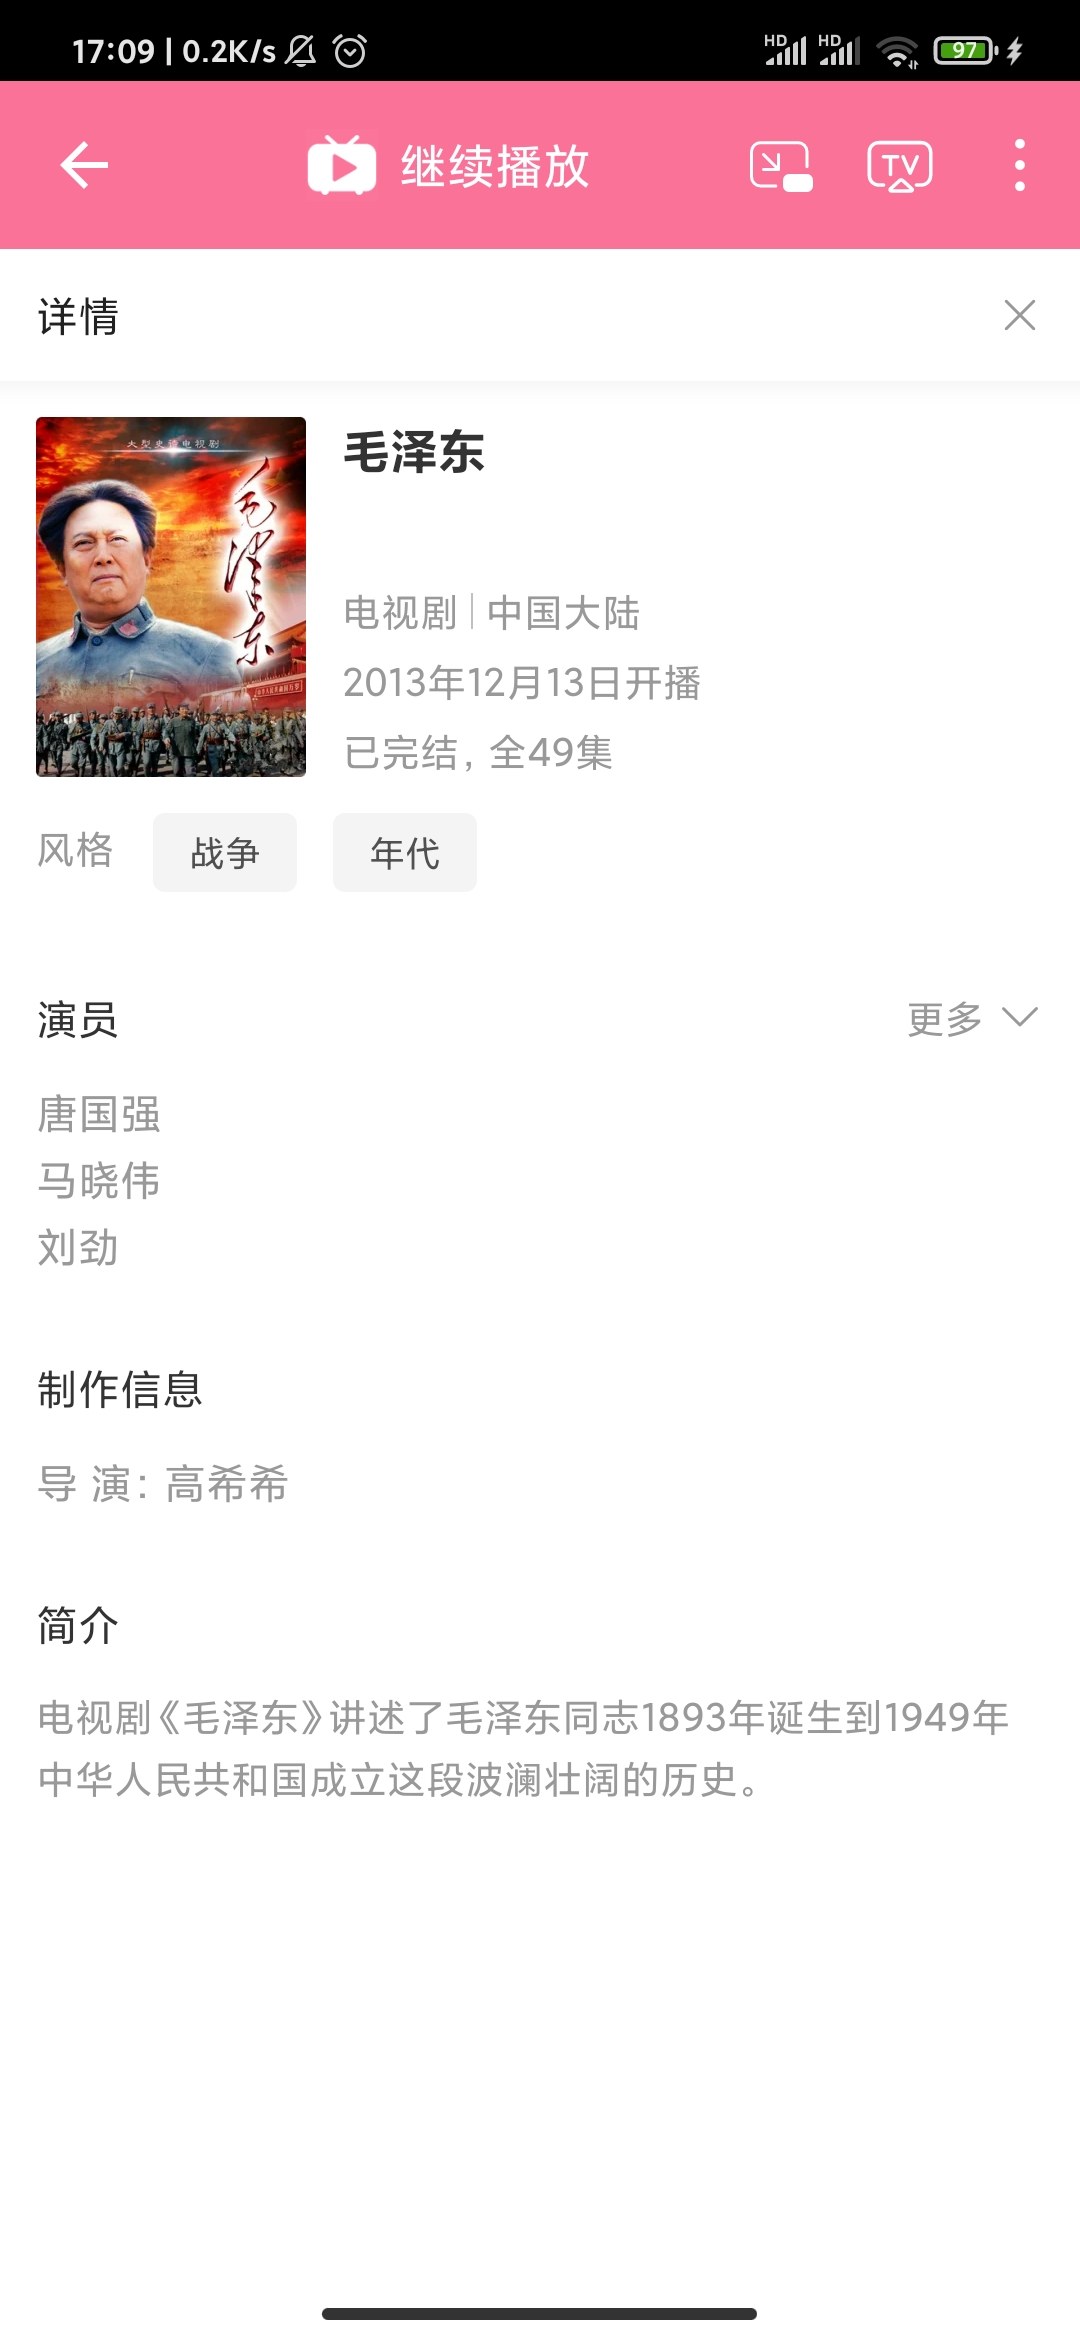 17:09 | 0.2K/s
HD HD 97
继续播放
TV
详情
大型史诗电视剧
毛泽东
毛泽东
电视剧|中国大陆
2013年12月13日开播
已完结, 全49集
风格 战争 年代
演员 更多
唐国强
马晓伟
刘劲
制作信息
导 演: 高希希
简介
电视剧《毛泽东》讲述了毛泽东同志1893年诞生到1949年
中华人民共和国成立这段波澜壮阔的历史。